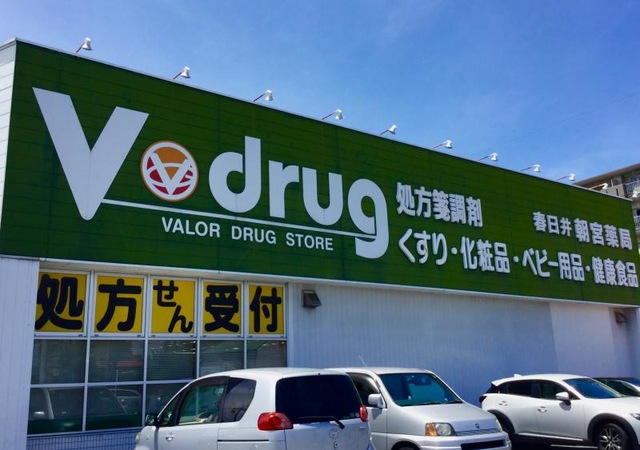 V drug
VALOR DRUG STORE
処方箋調剤 春日井 朝宮薬局
くすり・化粧品・ベビー用品・健康食品
処方せん受付